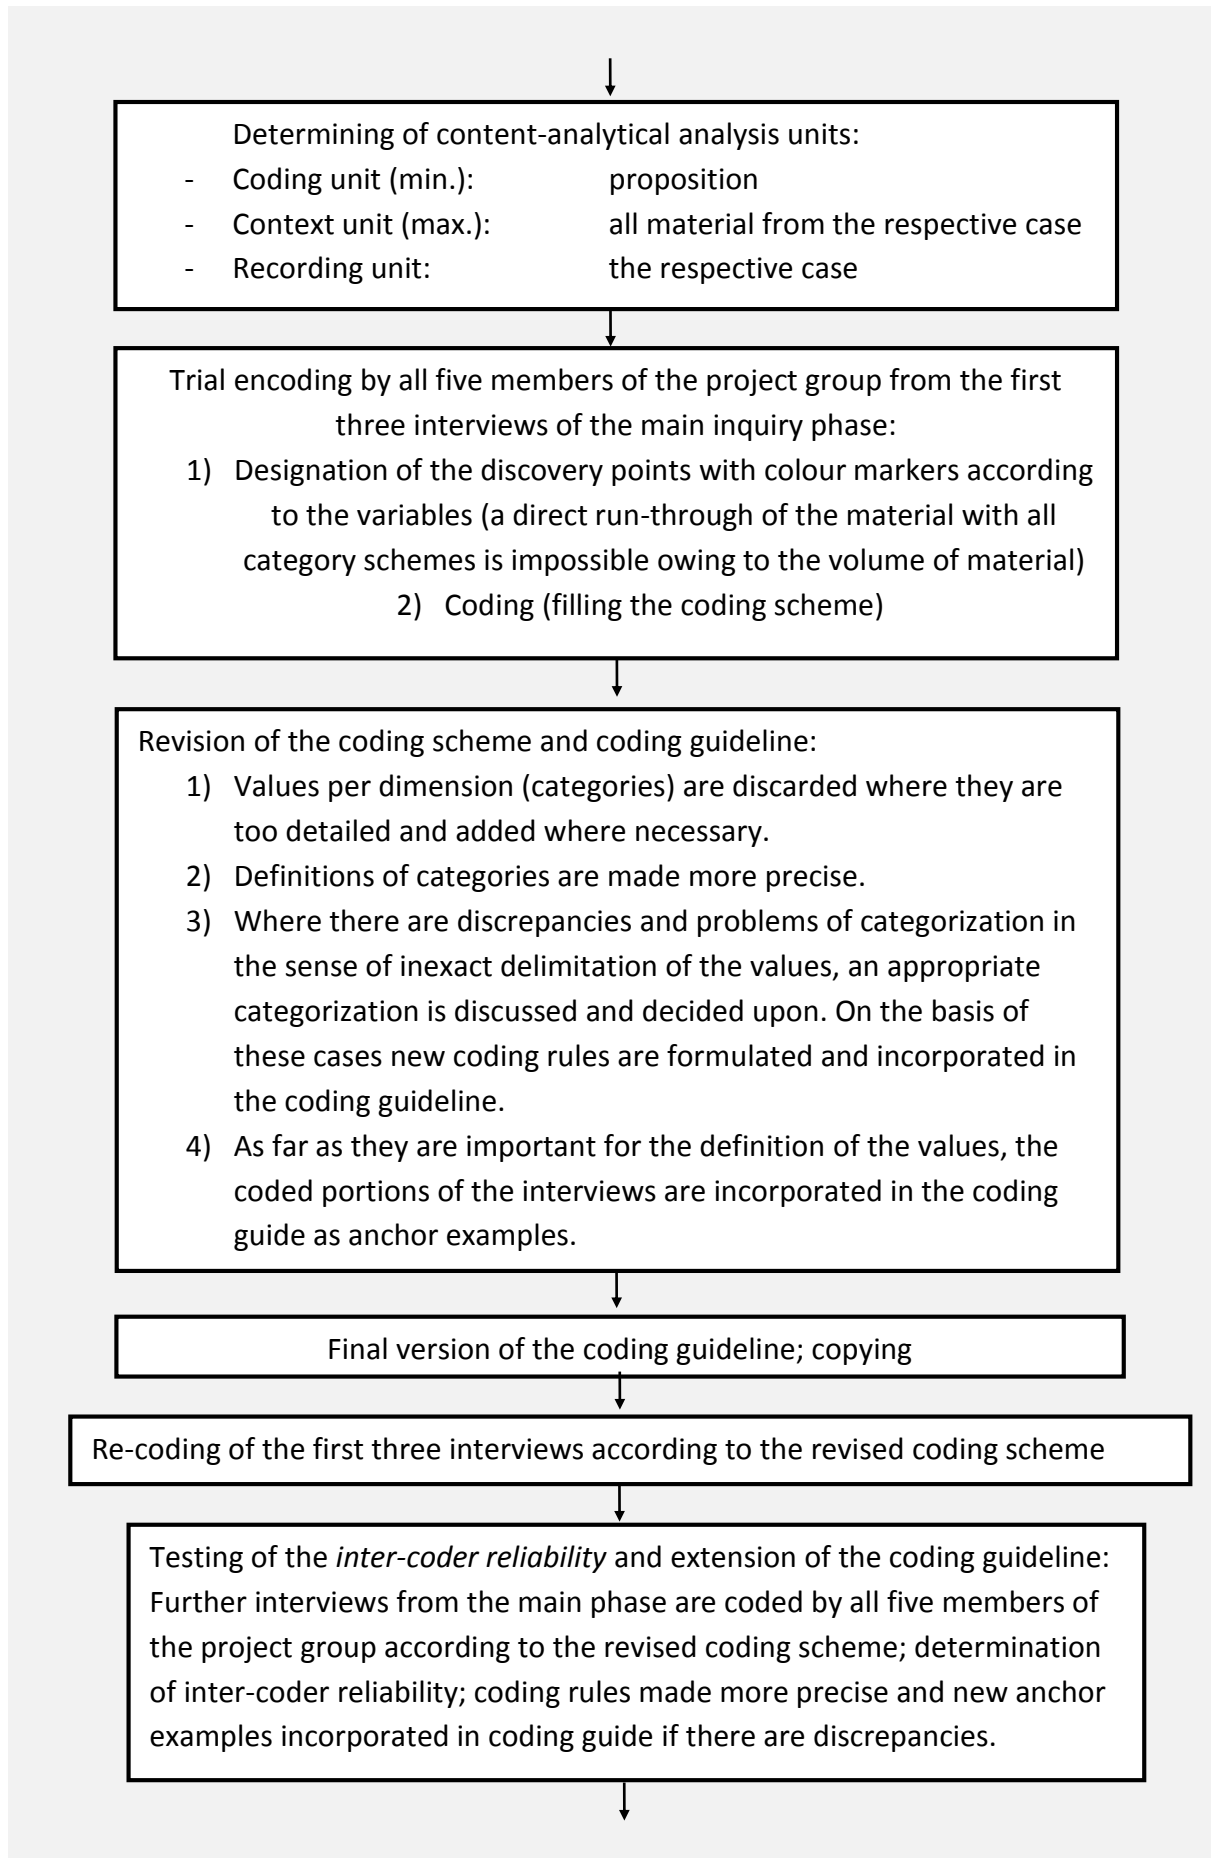 Determining of content-analytical analysis units:
- Coding unit (min.): proposition
- Context unit (max.): all material from the respective case
- Recording unit: the respective case
Trial encoding by all five members of the project group from the first
three interviews of the main inquiry phase:
1) Designation of the discovery points with colour markers according
to the variables (a direct run-through of the material with all
category schemes is impossible owing to the volume of material)
2) Coding (filling the coding scheme)
Revision of the coding scheme and coding guideline:
1) Values per dimension (categories) are discarded where they are
too detailed and added where necessary.
2) Definitions of categories are made more precise.
3) Where there are discrepancies and problems of categorization in
the sense of inexact delimitation of the values, an appropriate
categorization is discussed and decided upon. On the basis of
these cases new coding rules are formulated and incorporated in
the coding guideline.
4) As far as they are important for the definition of the values, the
coded portions of the interviews are incorporated in the coding
guide as anchor examples.
Final version of the coding guideline; copying
Re-coding of the first three interviews according to the revised coding scheme
Testing of the inter-coder reliability and extension of the coding guideline:
Further interviews from the main phase are coded by all five members of
the project group according to the revised coding scheme; determination
of inter-coder reliability; coding rules made more precise and new anchor
examples incorporated in coding guide if there are discrepancies.